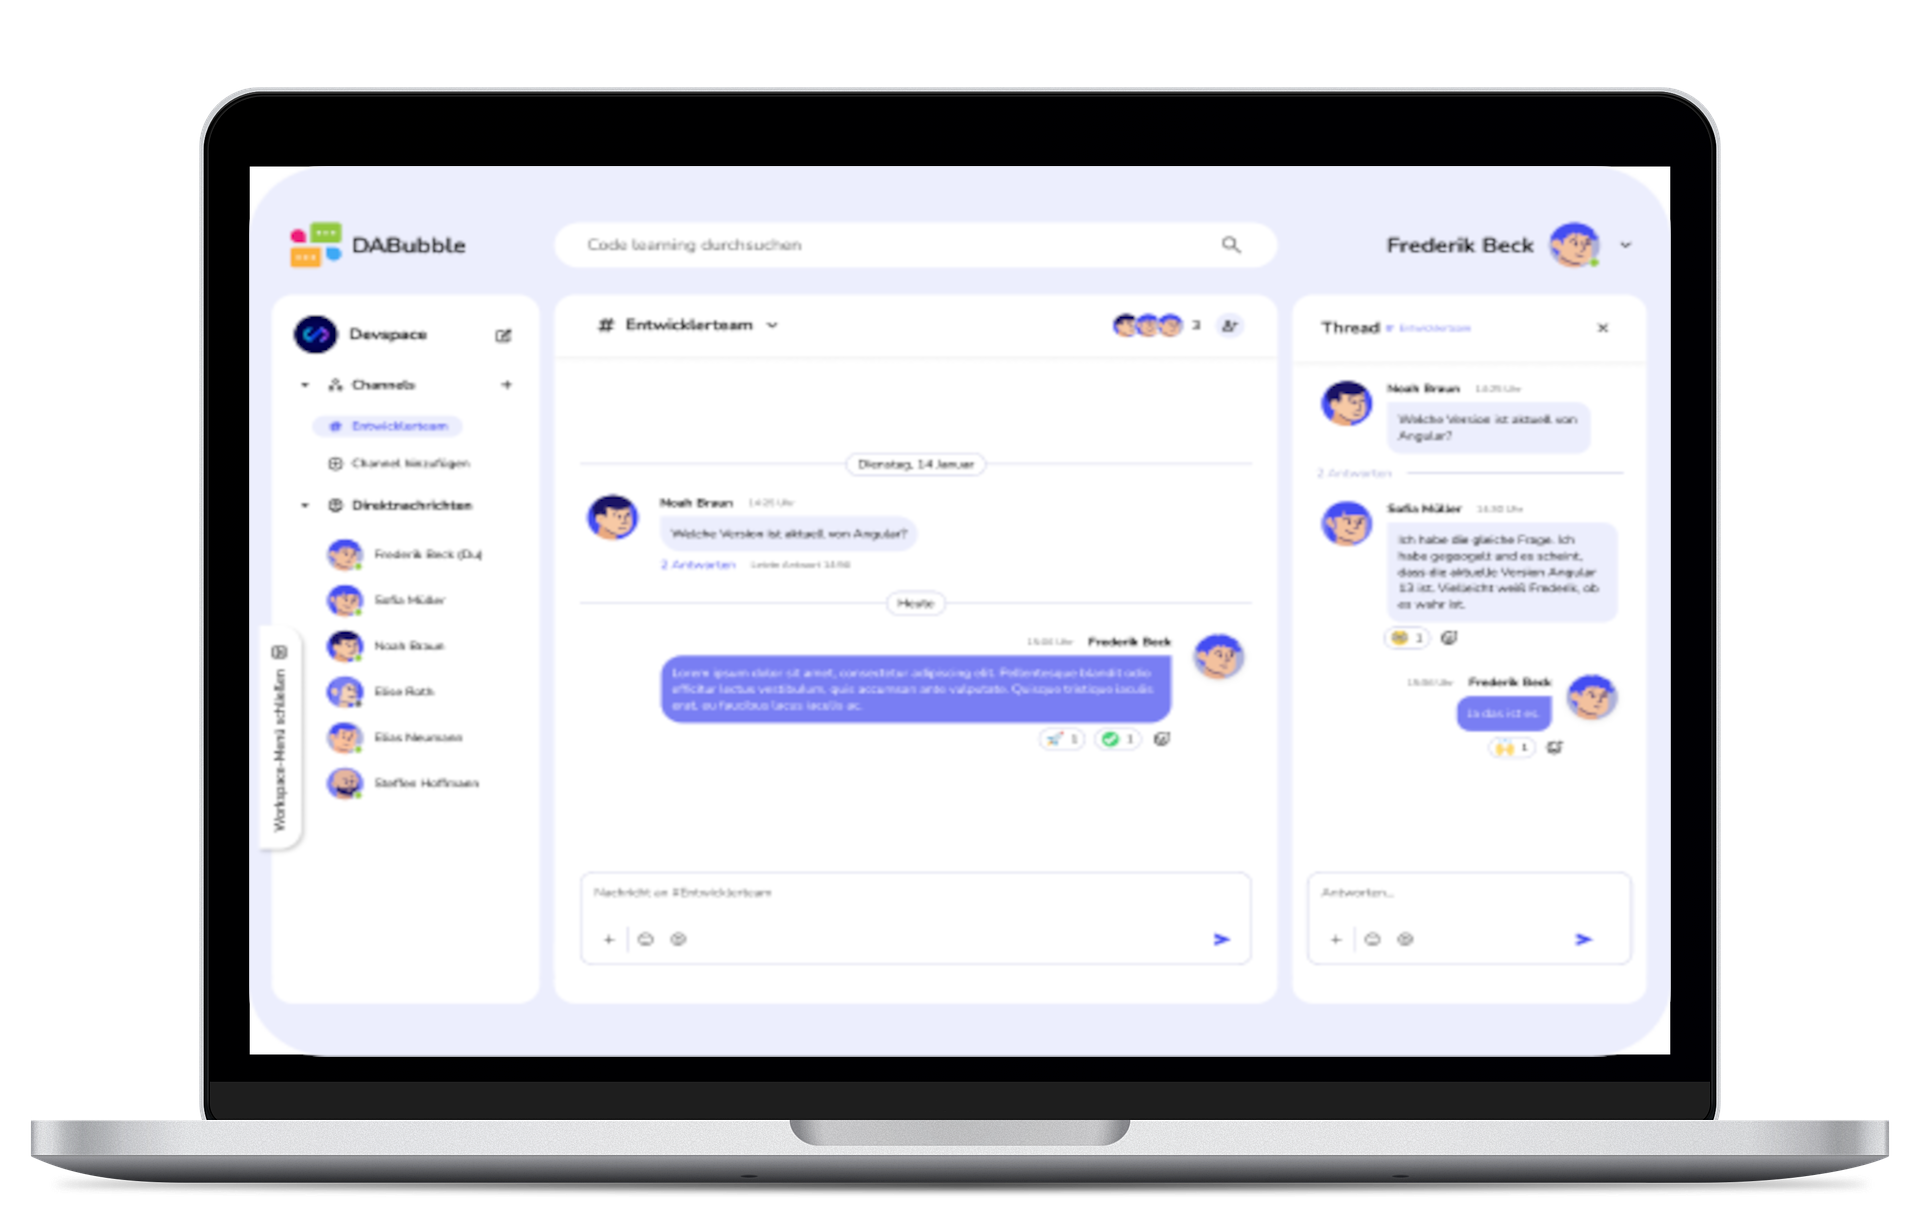 DABubble
Code learning durchsuchen
Frederik Beck
Devspace
Channels
Entwicklerteam
Channel hinzufügen
Direktnachrichten
Frederik Beck (Du)
Sofia Müller
Noah Braun
Elise Roth
Elias Neumann
Steffen Hoffmann
Workspace-Menü schließen
# Entwicklerteam
3
Dienstag, 14 Januar
Noah Braun 14:25 Uhr
Welche Version ist aktuell von Angular?
2 Antworten Letzte Antwort 14:56
Heute
15:06 Uhr Frederik Beck
Lorem ipsum dolor sit amet, consectetur adipiscing elit. Pellentesque blandit odio
efficitur lectus vestibulum, quis accumsan ante vulputate. Quisque tristique iaculis
erat, eu faucibus lacus iaculis ac.
1 1
Nachricht an #Entwicklerteam
Thread # Entwicklerteam
Noah Braun 14:25 Uhr
Welche Version ist aktuell von
Angular?
2 Antworten
Sofia Müller 14:30 Uhr
Ich habe die gleiche Frage. Ich
habe gegoogelt and es scheint,
dass die aktuelle Version Angular
13 ist. Vielleicht weiß Frederik, ob
es wahr ist.
1
15:06 Uhr Frederik Beck
Ja das ist es.
1
Antworten...